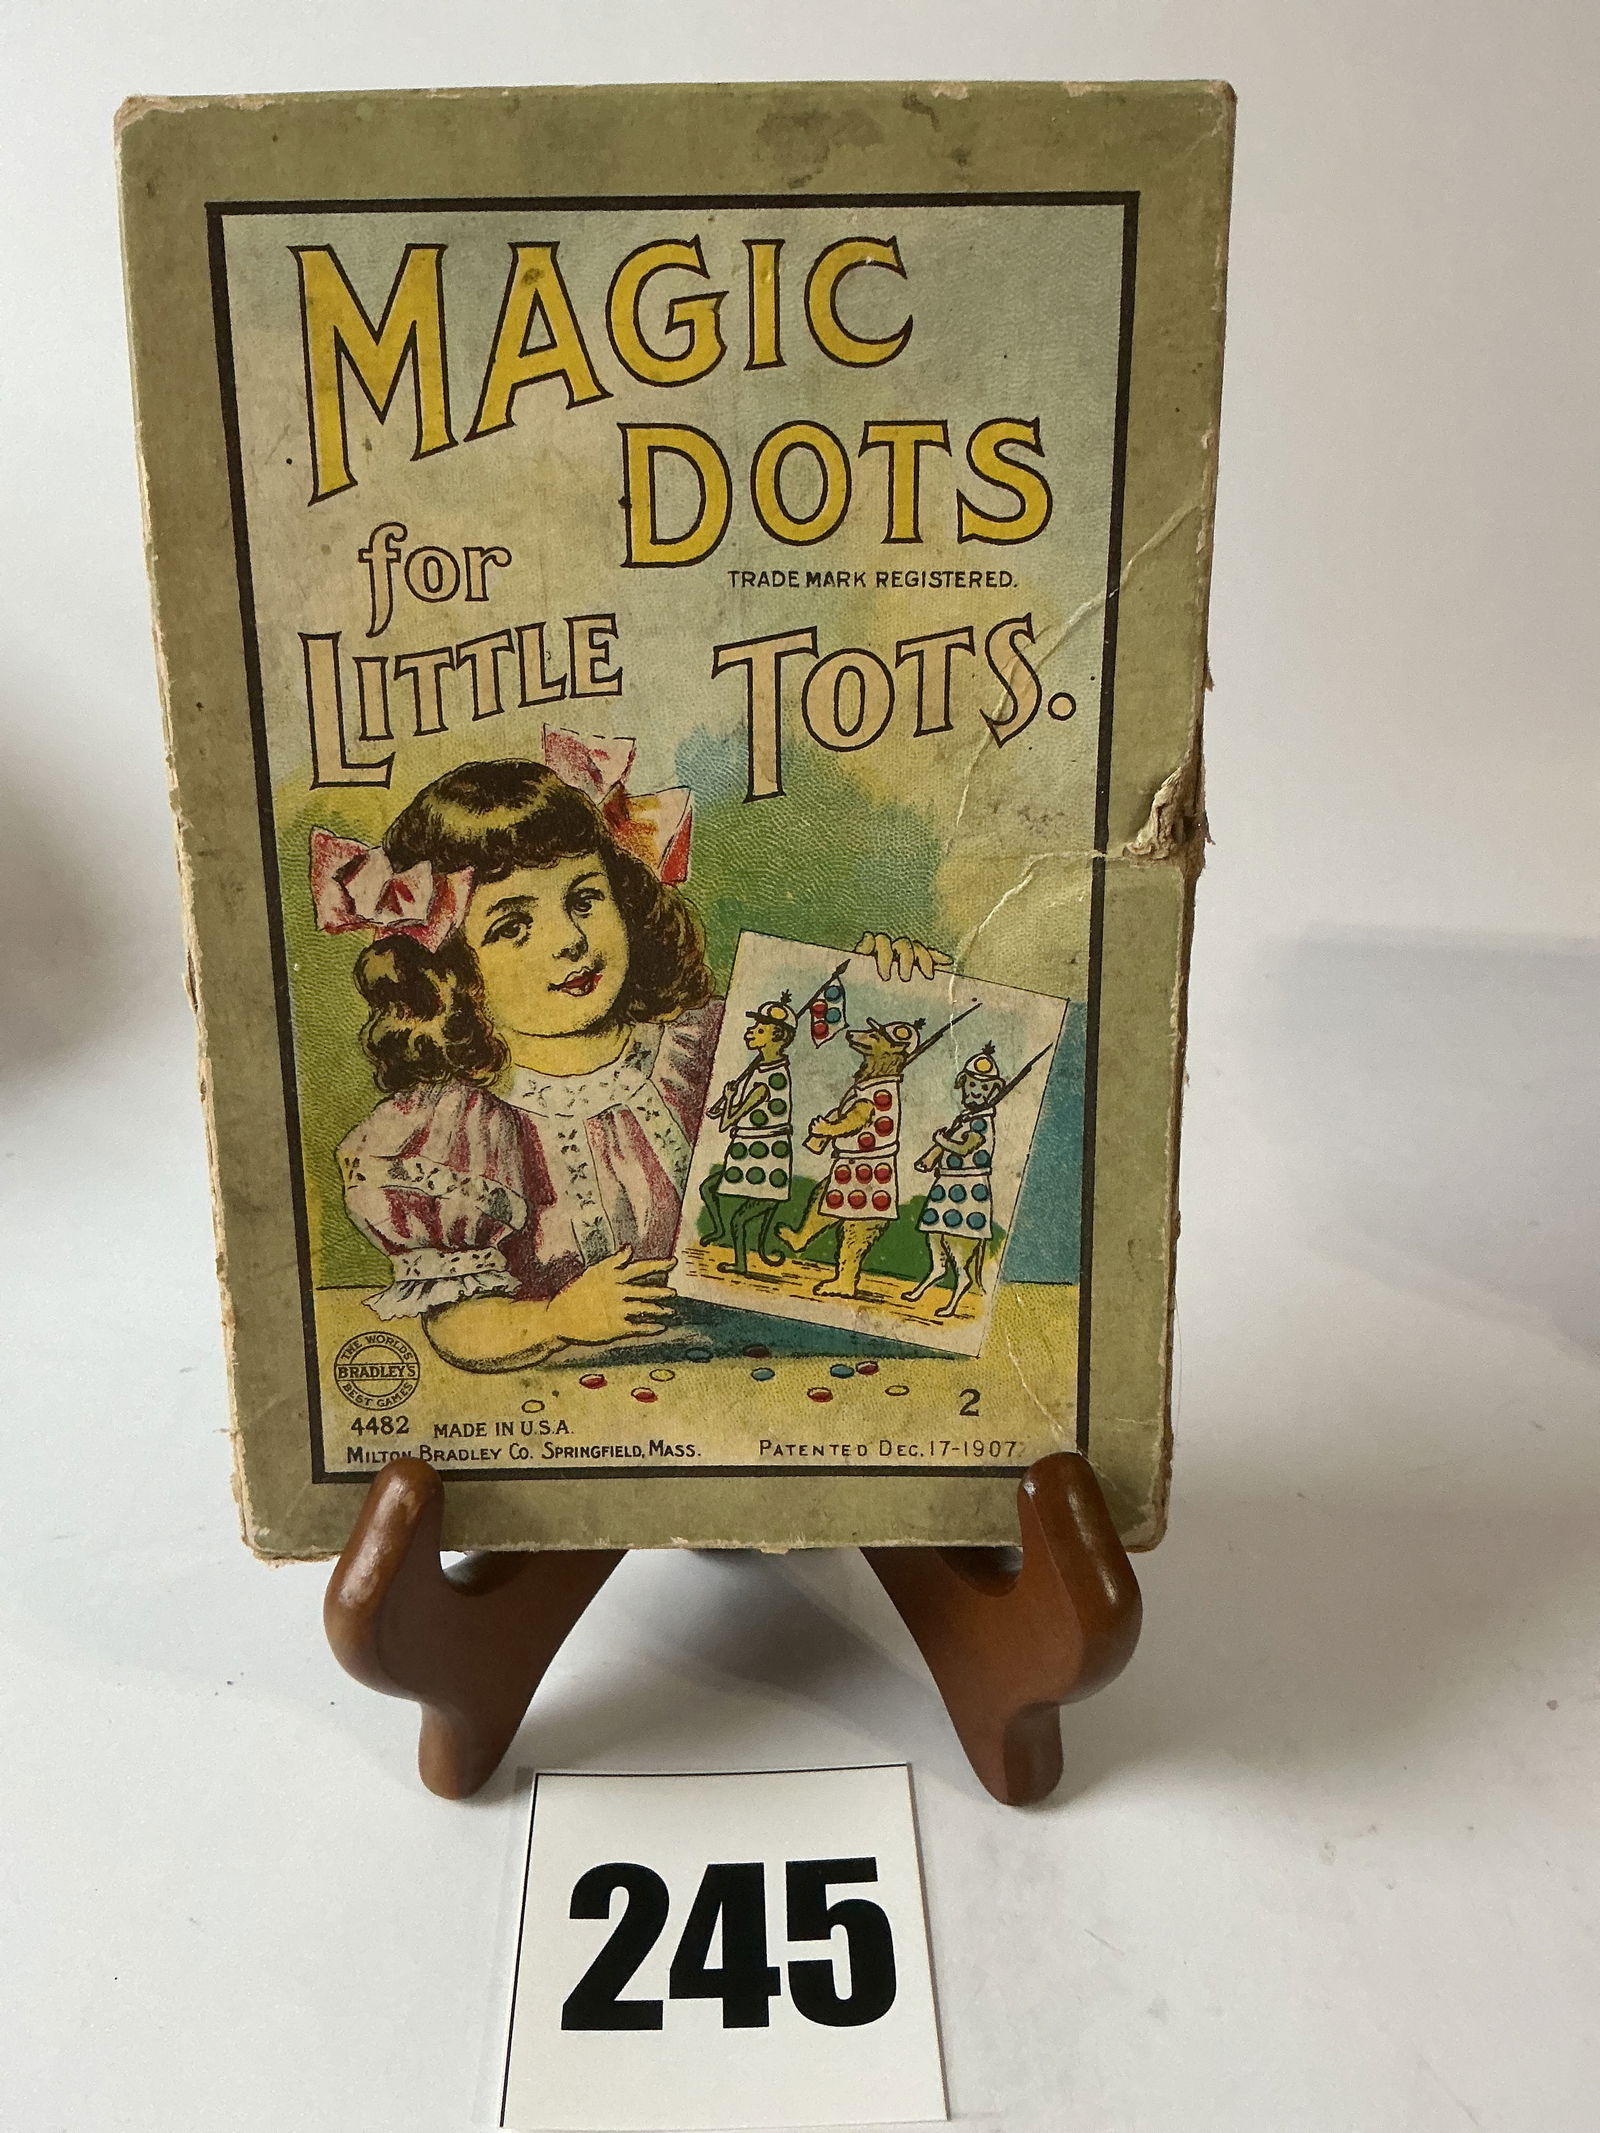 MAGIC
DOTS
TRADE MARK REGISTERED.
for
LITTLE TOTS.
THE WORLDS
BRADLEY'S
BEST GAMES
2
4482 MADE IN U.S.A.
MILTON BRADLEY CO. SPRINGFIELD, MASS. PATENTED DEC. 17-1907
245